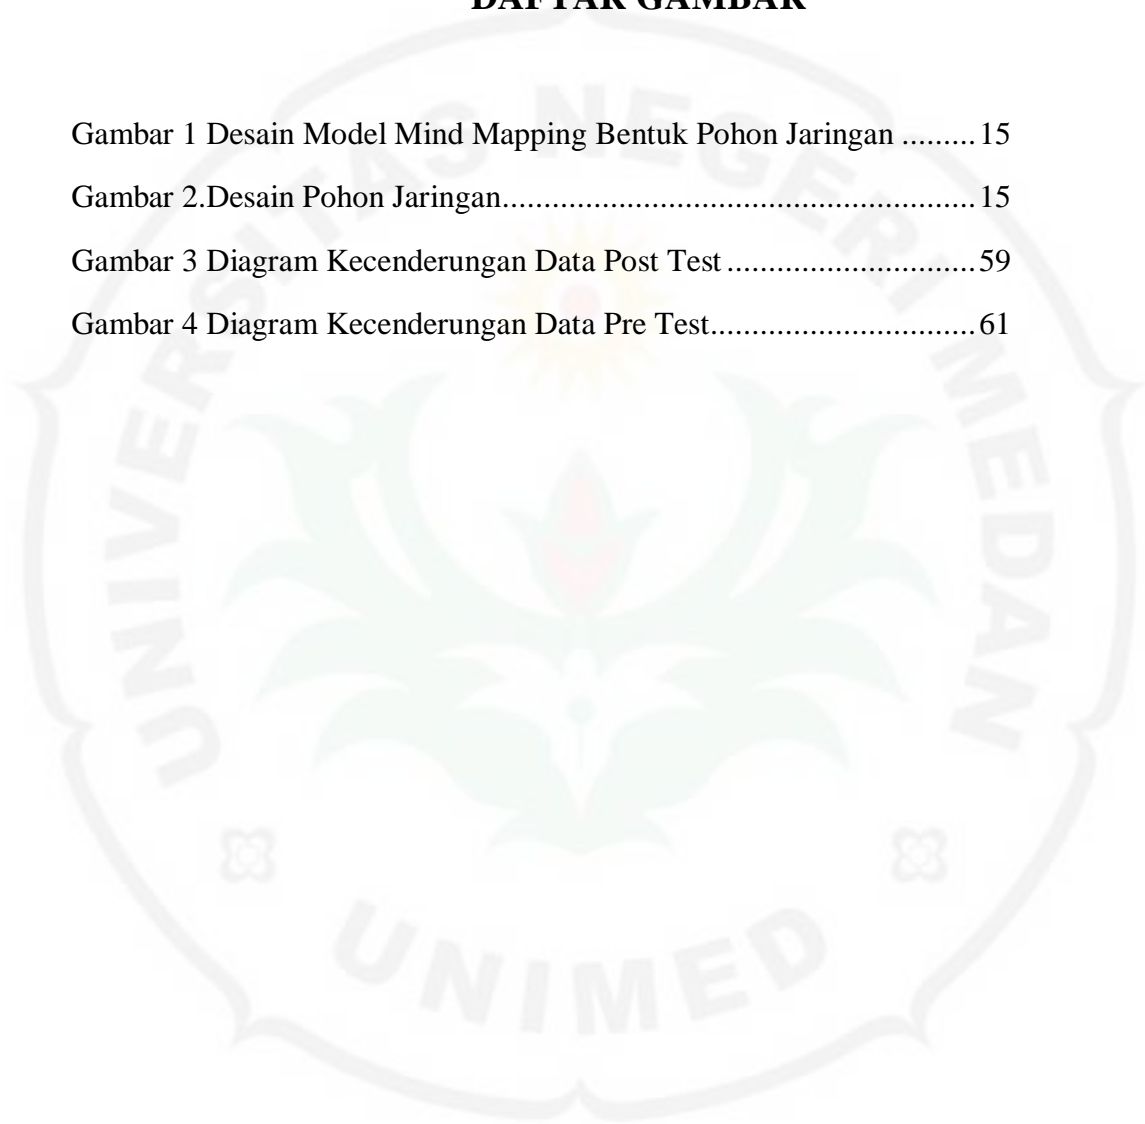 DAFTAR GAMBAR
Gambar 1 Desain Model Mind Mapping Bentuk Pohon Jaringan ......... 15
Gambar 2.Desain Pohon Jaringan......................................................... 15
Gambar 3 Diagram Kecenderungan Data Post Test .............................. 59
Gambar 4 Diagram Kecenderungan Data Pre Test................................ 61
UNIVERSITAS NEGERI MEDAN
UNIMED